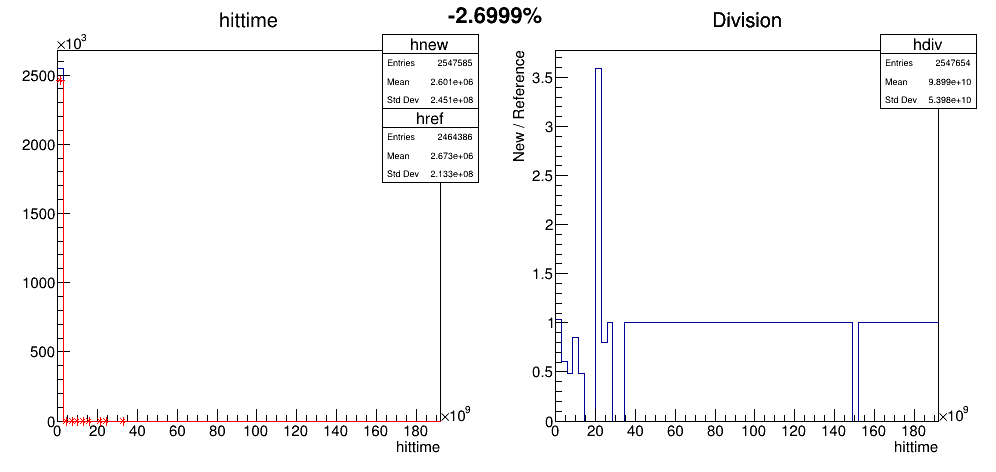 -2.6999%
hittime
×10³
hnew
Entries 2547585
Mean 2.601e+06
Std Dev 2.451e+08
href
Entries 2464386
Mean 2.673e+06
Std Dev 2.133e+08
2500
2000
1500
1000
500
0
0 20 40 60 80 100 120 140 160 180
×10⁹
hittime
Division
hdiv
Entries 2547654
Mean 9.899e+10
Std Dev 5.398e+10
New / Reference
3.5
3
2.5
2
1.5
1
0.5
0
0 20 40 60 80 100 120 140 160 180
×10⁹
hittime